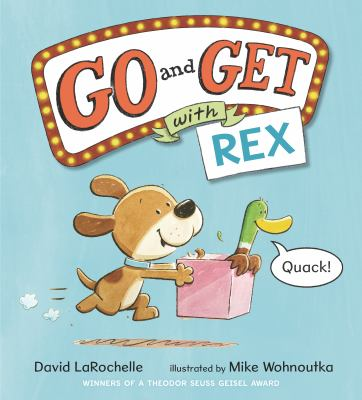 GO and GET
with
REX
Quack!
David LaRochelle illustrated by Mike Wohnoutka
WINNERS OF A THEODOR SEUSS GEISEL AWARD